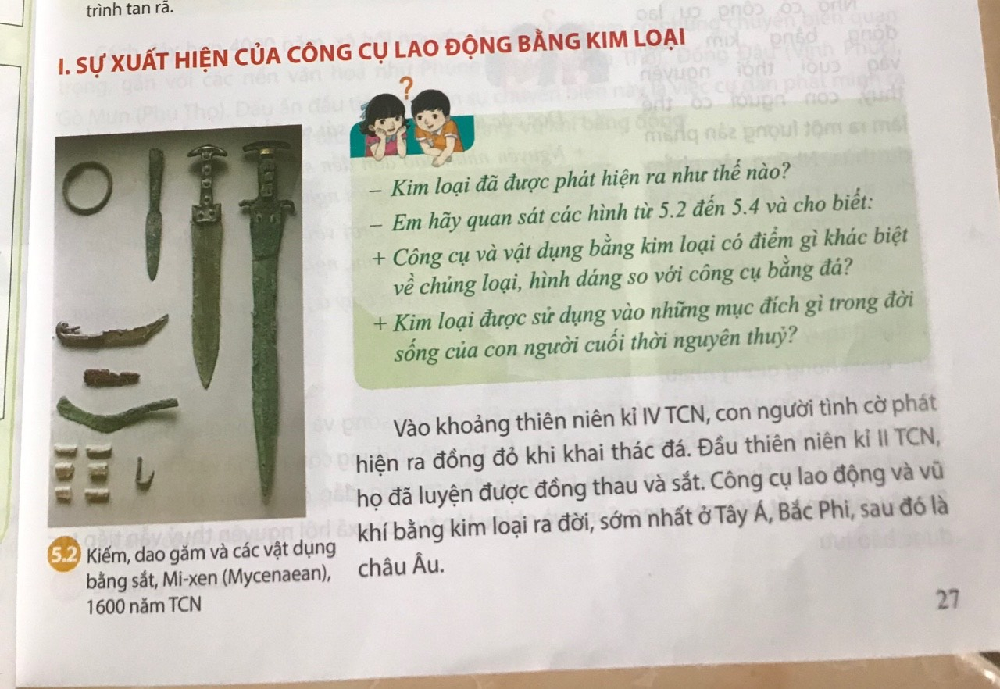 trình tan rã.
I. SỰ XUẤT HIỆN CỦA CÔNG CỤ LAO ĐỘNG BẰNG KIM LOẠI
?
– Kim loại đã được phát hiện ra như thế nào?
– Em hãy quan sát các hình từ 5.2 đến 5.4 và cho biết:
+ Công cụ và vật dụng bằng kim loại có điểm gì khác biệt
về chủng loại, hình dáng so với công cụ bằng đá?
+ Kim loại được sử dụng vào những mục đích gì trong đời
sống của con người cuối thời nguyên thuỷ?
Vào khoảng thiên niên kỉ IV TCN, con người tình cờ phát
hiện ra đồng đỏ khi khai thác đá. Đầu thiên niên kỉ II TCN,
họ đã luyện được đồng thau và sắt. Công cụ lao động và vũ
khí bằng kim loại ra đời, sớm nhất ở Tây Á, Bắc Phi, sau đó là
châu Âu.
5.2 Kiếm, dao găm và các vật dụng
bằng sắt, Mi-xen (Mycenaean),
1600 năm TCN
27